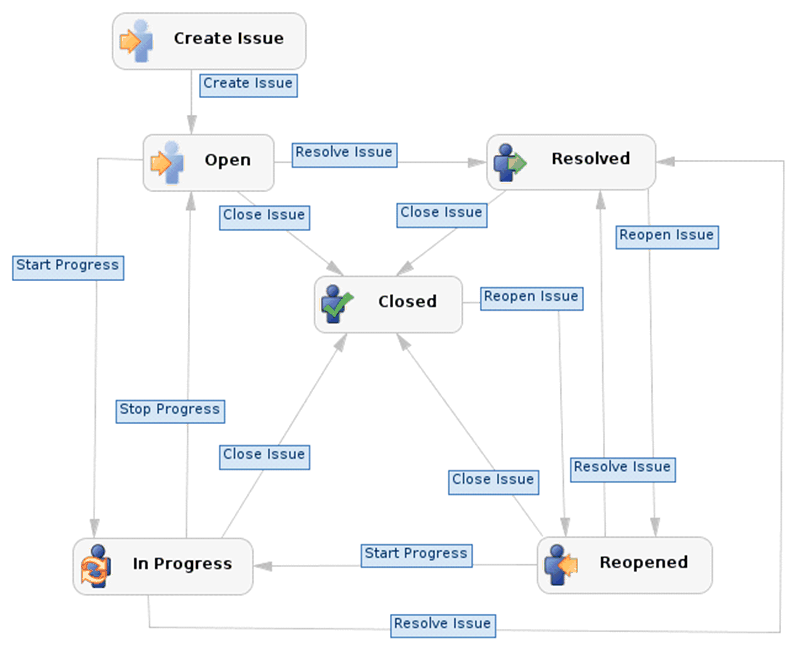 Create Issue
Create Issue
Open
Resolve Issue
Resolved
Close Issue
Close Issue
Reopen Issue
Start Progress
Closed
Reopen Issue
Stop Progress
Close Issue
Close Issue
Resolve Issue
In Progress
Start Progress
Reopened
Resolve Issue